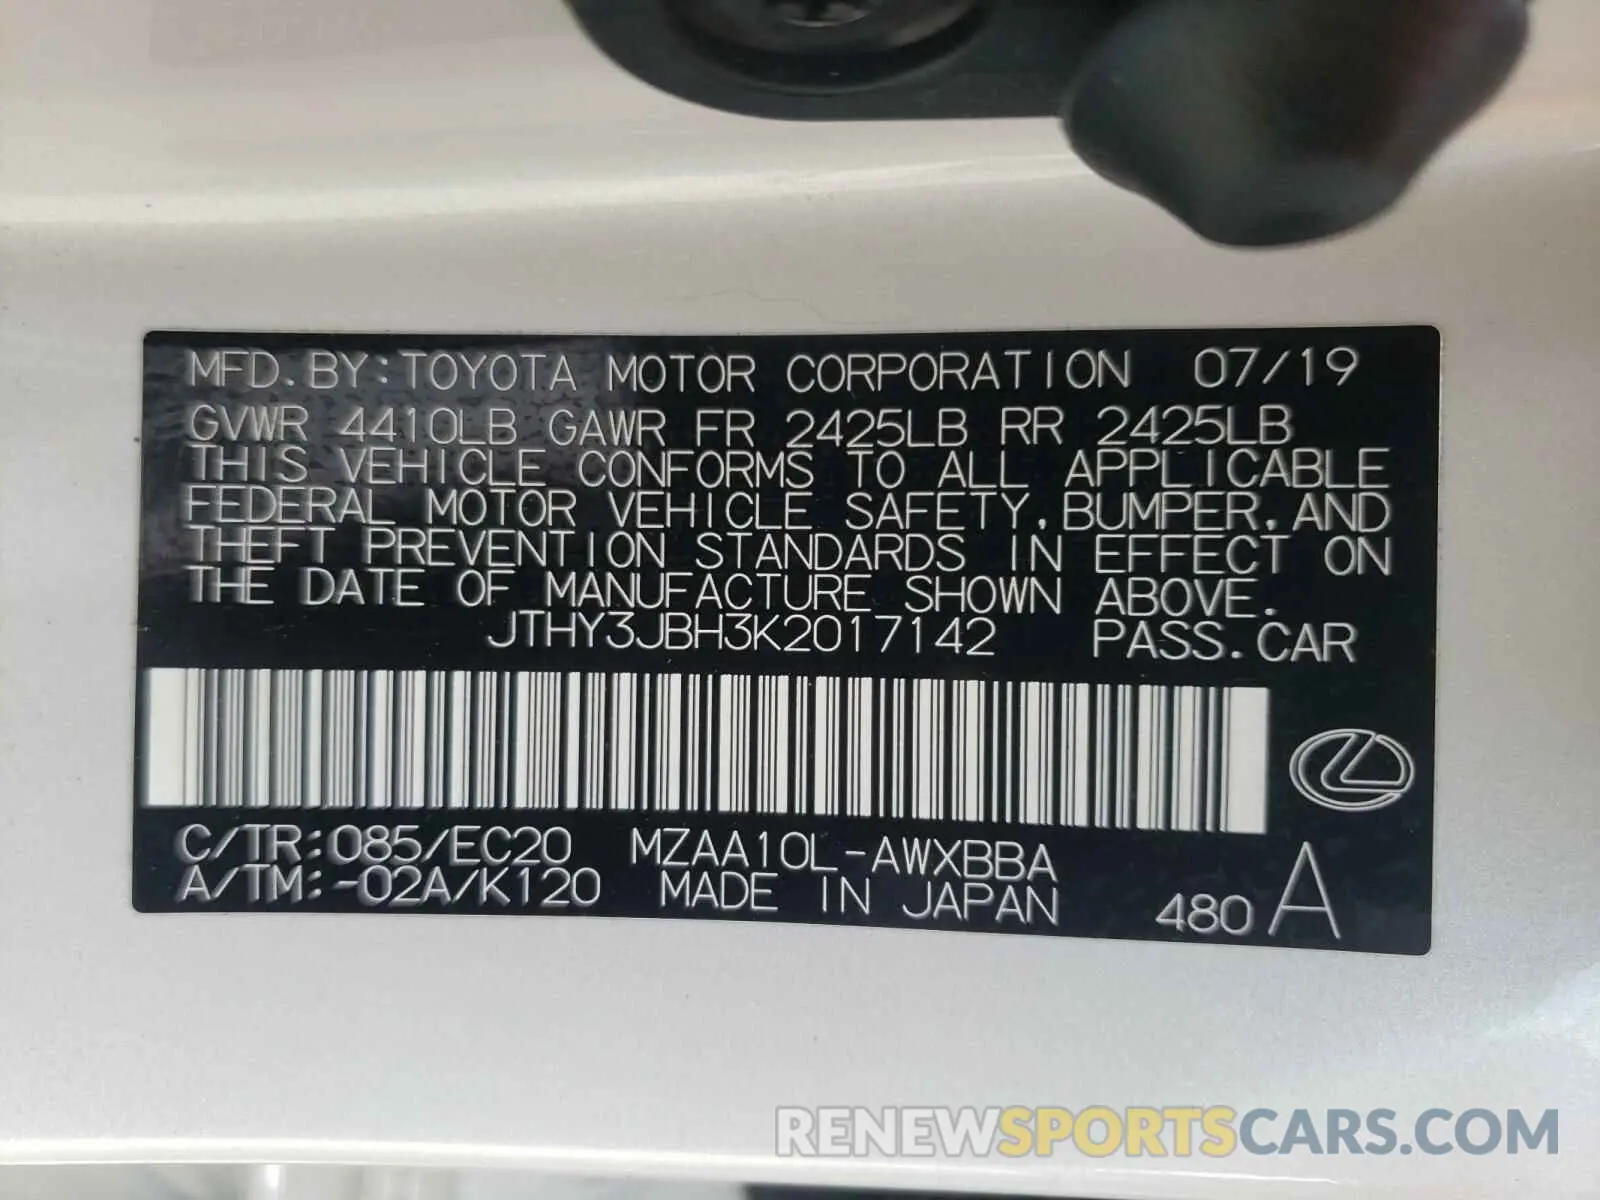 MFD. BY: TOYOTA MOTOR CORPORATION 07/19
GVWR 4410LB GAWR FR 2425LB RR 2425LB
THIS VEHICLE CONFORMS TO ALL APPLICABLE
FEDERAL MOTOR VEHICLE SAFETY, BUMPER, AND
THEFT PREVENTION STANDARDS IN EFFECT ON
THE DATE OF MANUFACTURE SHOWN ABOVE.
JTHY3JBH3K2017142 PASS. CAR
C/TR: 085/EC20 MZAA10L-AWXBBA
A/TM: -02A/K120 MADE IN JAPAN 480 A
RENEWSPORTSCARS.COM